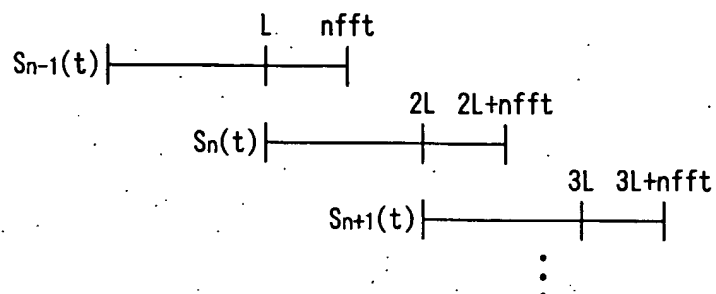 L nfft
Sn-1(t)
2L 2L+nfft
Sn(t)
3L 3L+nfft
Sn+1(t)